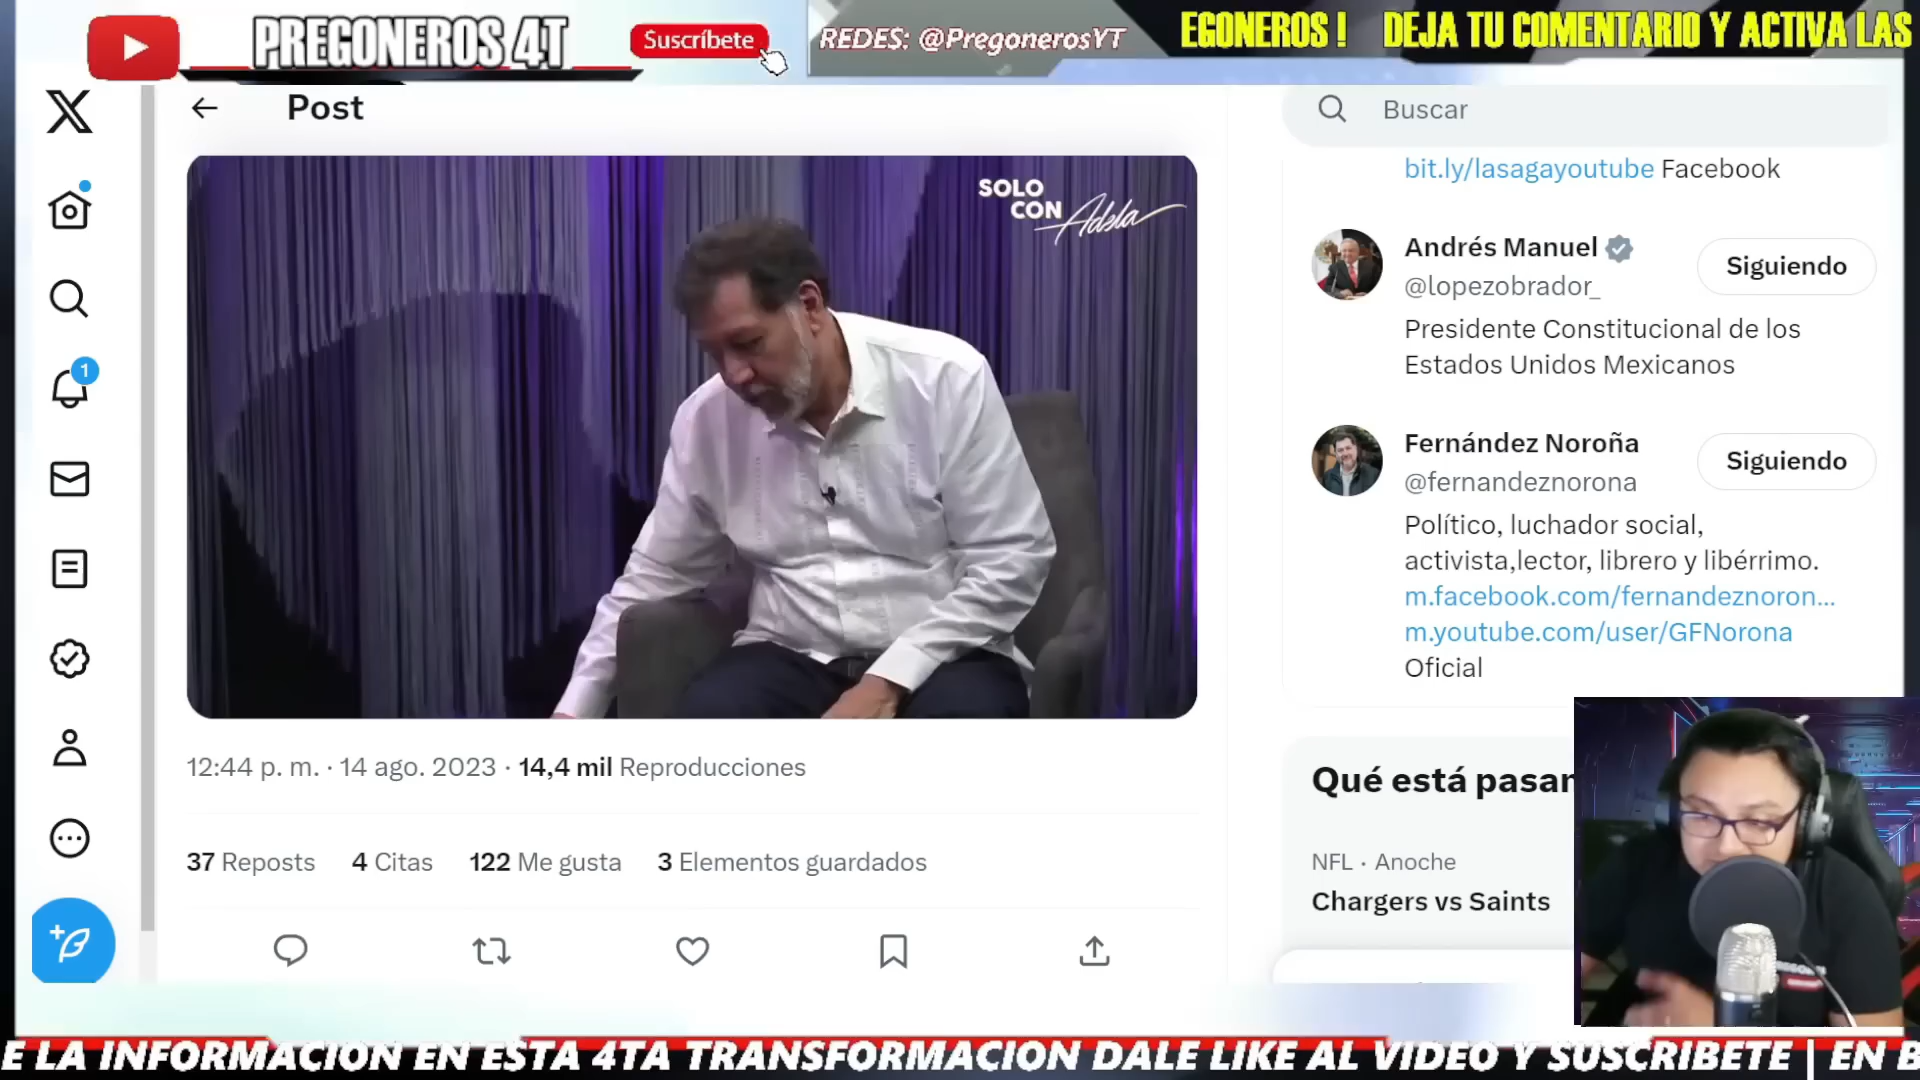 PREGONEROS 4T
Suscríbete
REDES: @PregonerosYT
EGONEROS ! DEJA TU COMENTARIO Y ACTIVA LAS
Post
SOLO
CON Adela
12:44 p. m. · 14 ago. 2023 · 14,4 mil Reproducciones
37 Reposts 4 Citas 122 Me gusta 3 Elementos guardados
1
Buscar
bit.ly/lasagayoutube Facebook
Andrés Manuel
@lopezobrador_
Siguiendo
Presidente Constitucional de los
Estados Unidos Mexicanos
Fernández Noroña
@fernandeznorona
Siguiendo
Político, luchador social,
activista,lector, librero y libérrimo.
m.facebook.com/fernandeznoron...
m.youtube.com/user/GFNorona
Oficial
Qué está pasan
NFL · Anoche
Chargers vs Saints
E LA INFORMACION EN ESTA 4TA TRANSFORMACION DALE LIKE AL VIDEO Y SUSCRIBETE | EN B